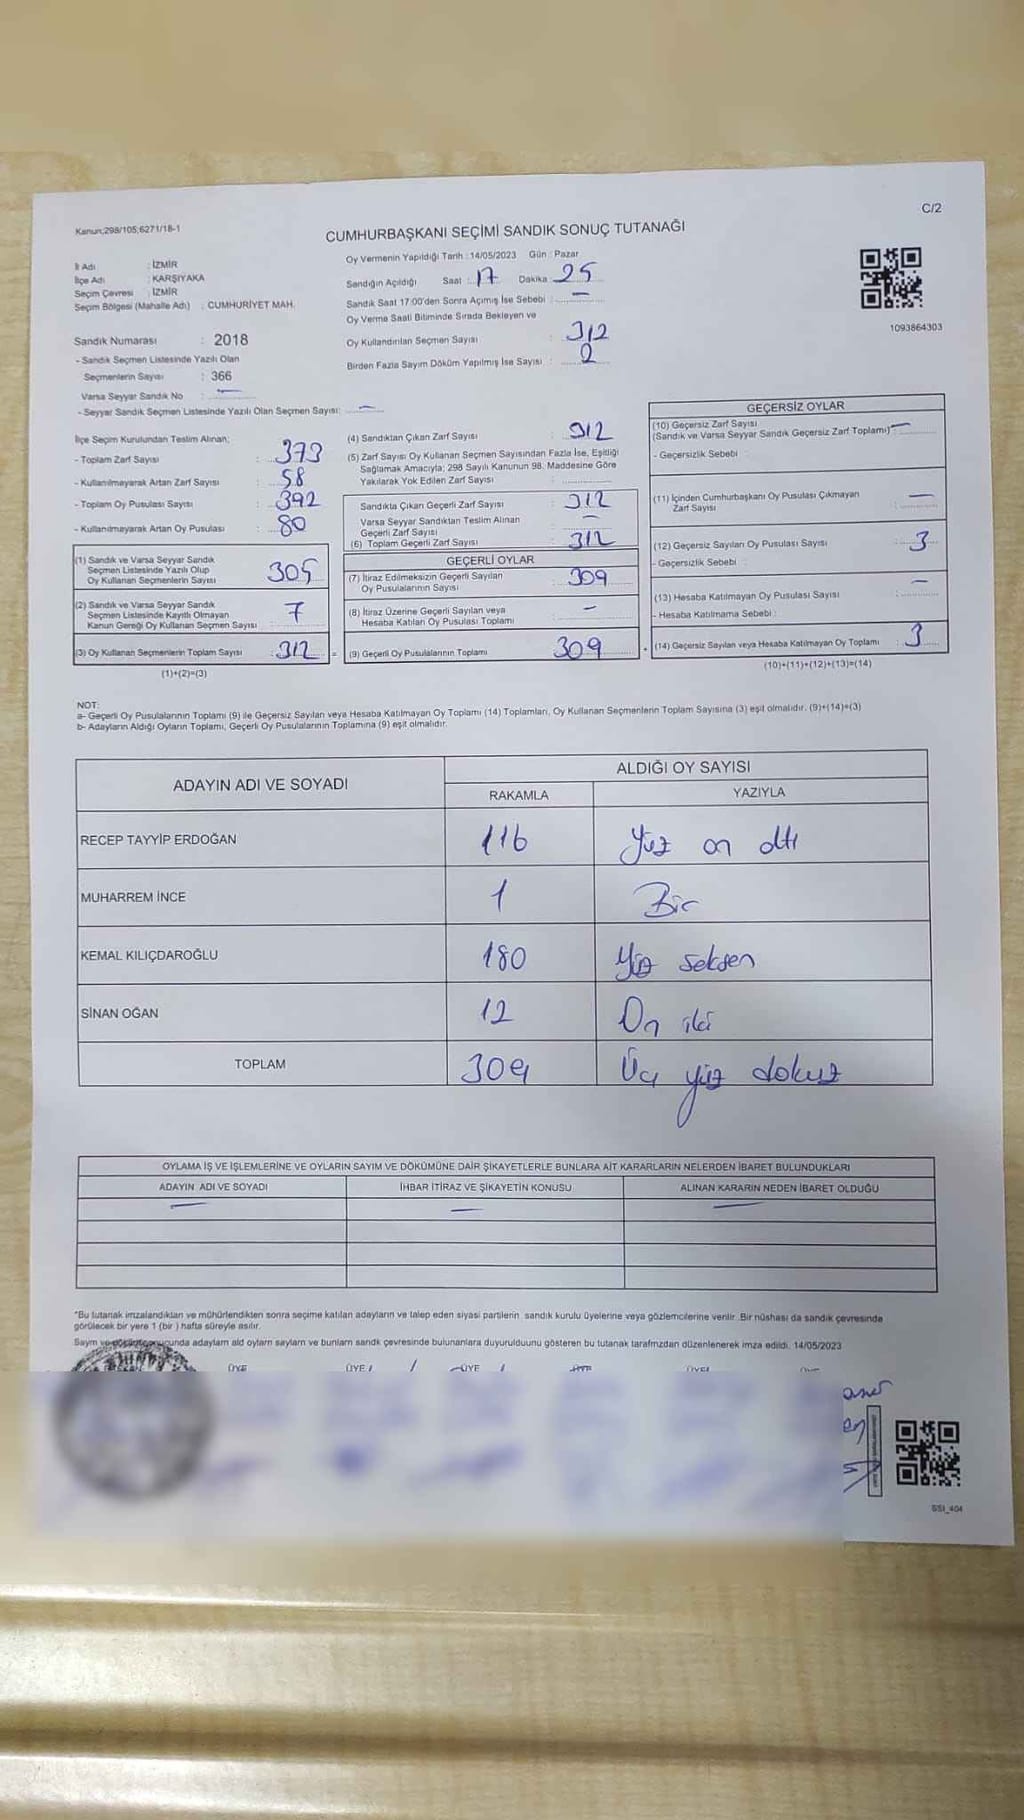 C/2
Kanun;298/105;6271/18-1
CUMHURBAŞKANI SEÇİMİ SANDIK SONUÇ TUTANAĞI
İl Adı : İZMİR
İlçe Adı : KARŞIYAKA
Seçim Çevresi : İZMİR
Seçim Bölgesi (Mahalle Adı) : CUMHURİYET MAH.
Sandık Numarası : 2018
- Sandık Seçmen Listesinde Yazılı Olan
Seçmenlerin Sayısı : 366
Varsa Seyyar Sandık No : —
- Seyyar Sandık Seçmen Listesinde Yazılı Olan Seçmen Sayısı: —
Oy Vermenin Yapıldığı Tarih : 14/05/2023 Gün : Pazar
Sandığın Açıldığı Saat : 17 Dakika : 25
Sandık Saat 17:00'den Sonra Açımış İse Sebebi : —
Oy Verme Saati Bitiminde Sırada Bekleyen ve
Oy Kullandırılan Seçmen Sayısı : 312
Birden Fazla Sayım Döküm Yapılmış İse Sayısı : 0
1093864303
İlçe Seçim Kurulundan Teslim Alınan;
- Toplam Zarf Sayısı : 373
- Kullanılmayarak Artan Zarf Sayısı : 58
- Toplam Oy Pusulası Sayısı : 392
- Kullanılmayarak Artan Oy Pusulası : 80
(1) Sandık ve Varsa Seyyar Sandık
Seçmen Listesinde Yazılı Olup
Oy Kullanan Seçmenlerin Sayısı : 305
(2) Sandık ve Varsa Seyyar Sandık
Seçmen Listesinde Kayıtlı Olmayan
Kanun Gereği Oy Kullanan Seçmen Sayısı : 7
(3) Oy Kullanan Seçmenlerin Toplam Sayısı : 312
(1)+(2)=(3)
(4) Sandıktan Çıkan Zarf Sayısı : 312
(5) Zarf Sayısı Oy Kullanan Seçmen Sayısından Fazla İse, Eşitliği
Sağlamak Amacıyla; 298 Sayılı Kanunun 98. Maddesine Göre
Yakılarak Yok Edilen Zarf Sayısı :
Sandıkta Çıkan Geçerli Zarf Sayısı : 312
Varsa Seyyar Sandıktan Teslim Alınan
Geçerli Zarf Sayısı : —
(6) Toplam Geçerli Zarf Sayısı : 312
GEÇERLİ OYLAR
(7) İtiraz Edilmeksizin Geçerli Sayılan
Oy Pusulalarının Sayısı : 309
(8) İtiraz Üzerine Geçerli Sayılan veya
Hesaba Katılan Oy Pusulası Toplamı : —
(9) Geçerli Oy Pusulalarının Toplamı 309
GEÇERSİZ OYLAR
(10) Geçersiz Zarf Sayısı
(Sandık ve Varsa Seyyar Sandık Geçersiz Zarf Toplamı) —
- Geçersizlik Sebebi :
(11) İçinden Cumhurbaşkanı Oy Pusulası Çıkmayan
Zarf Sayısı : —
(12) Geçersiz Sayılan Oy Pusulası Sayısı : 3
- Geçersizlik Sebebi :
(13) Hesaba Katılmayan Oy Pusulası Sayısı : —
- Hesaba Katılmama Sebebi :
(14) Geçersiz Sayılan veya Hesaba Katılmayan Oy Toplamı : 3
(10)+(11)+(12)+(13)=(14)
NOT:
a- Geçerli Oy Pusulalarının Toplamı (9) ile Geçersiz Sayılan veya Hesaba Katılmayan Oy Toplamı (14) Toplamları, Oy Kullanan Seçmenlerin Toplam Sayısına (3) eşit olmalıdır. (9)+(14)=(3)
b- Adayların Aldığı Oyların Toplamı, Geçerli Oy Pusulalarının Toplamına (9) eşit olmalıdır.
ADAYIN ADI VE SOYADI
ALDIĞI OY SAYISI
RAKAMLA YAZIYLA
RECEP TAYYİP ERDOĞAN 116 Yüz on altı
MUHARREM İNCE 1 Bir
KEMAL KILIÇDAROĞLU 180 Yüz seksen
SİNAN OĞAN 12 On iki
TOPLAM 309 Üç yüz dokuz
OYLAMA İŞ VE İŞLEMLERİNE VE OYLARIN SAYIM VE DÖKÜMÜNE DAİR ŞİKAYETLERLE BUNLARA AİT KARARLARIN NELERDEN İBARET BULUNDUKLARI
ADAYIN ADI VE SOYADI İHBAR İTİRAZ VE ŞİKAYETİN KONUSU ALINAN KARARIN NEDEN İBARET OLDUĞU
— — —
*Bu tutanak imzalandıktan ve mühürlendikten sonra seçime katılan adayların ve talep eden siyasi partilerin sandık kurulu üyelerine veya gözlemcilerine verilir. Bir nüshası da sandık çevresinde
görülecek bir yere 1 (bir ) hafta süreyle asılır.
Sayım ve adayların aldı oyların sayıların ve bunların sandık çevresinde bulunanlara duyurulduunu gösteren bu tutanak tarafmzdan düzenlenerek imza edildi. 14/05/2023
ÜYE ÜYE ÜYE
SSI_404